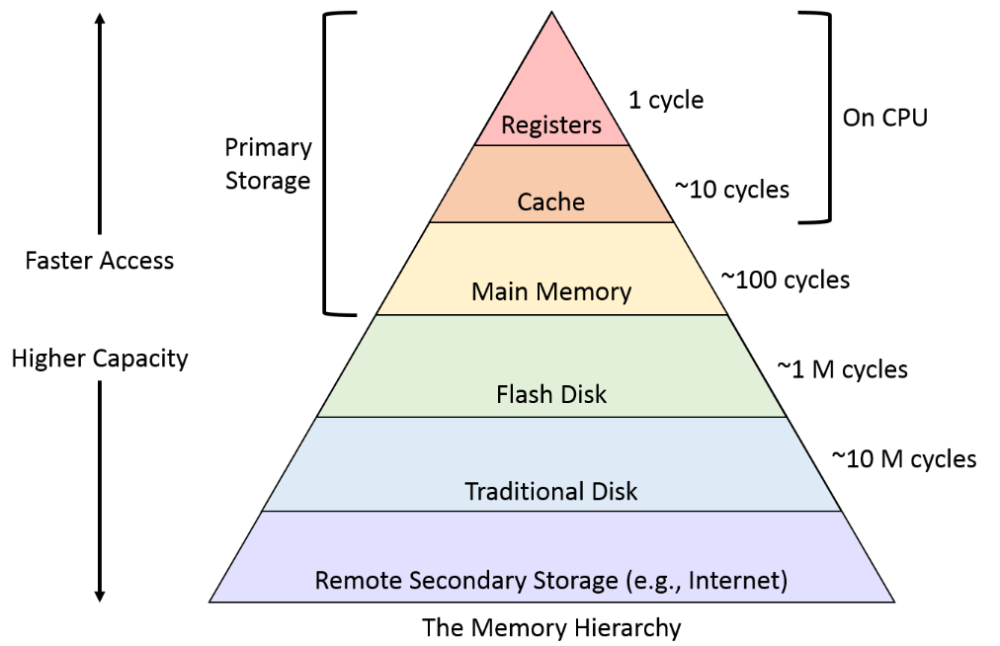 1 cycle
On CPU
Registers
Primary
Storage
~10 cycles
Cache
Faster Access
~100 cycles
Main Memory
Higher Capacity
~1 M cycles
Flash Disk
~10 M cycles
Traditional Disk
Remote Secondary Storage (e.g., Internet)
The Memory Hierarchy